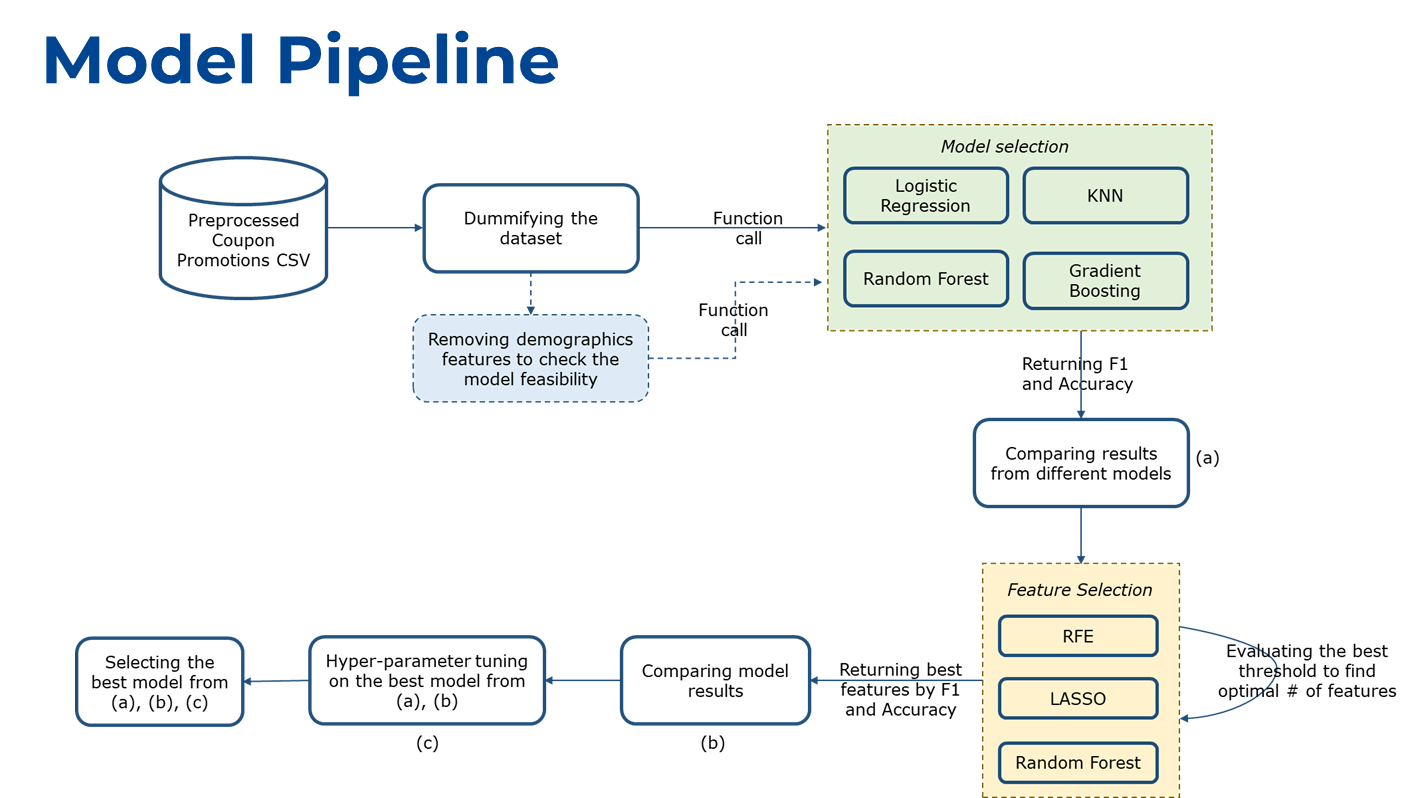 Model Pipeline
Preprocessed
Coupon
Promotions CSV
Dummifying the
dataset
Function
call
Removing demographics
features to check the
model feasibility
Function
call
Model selection
Logistic
Regression
KNN
Random Forest
Gradient
Boosting
Returning F1
and Accuracy
Comparing results
from different models
(a)
Feature Selection
RFE
LASSO
Random Forest
Evaluating the best
threshold to find
optimal # of features
Returning best
features by F1
and Accuracy
Comparing model
results
(b)
Hyper-parameter tuning
on the best model from
(a), (b)
(c)
Selecting the
best model from
(a), (b), (c)